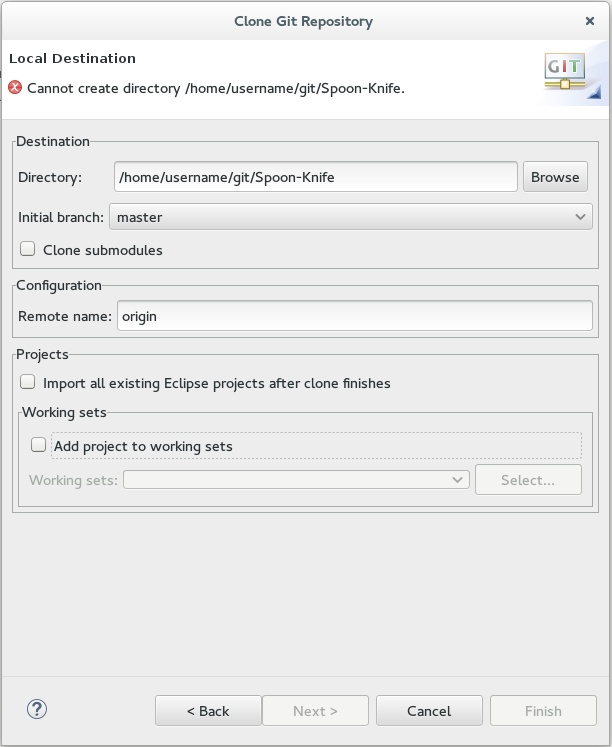 Clone Git Repository
Local Destination
Cannot create directory /home/username/git/Spoon-Knife.
GIT
Destination
Directory: /home/username/git/Spoon-Knife Browse
Initial branch: master
Clone submodules
Configuration
Remote name: origin
Projects
Import all existing Eclipse projects after clone finishes
Working sets
Add project to working sets
Working sets: Select...
? < Back Next > Cancel Finish